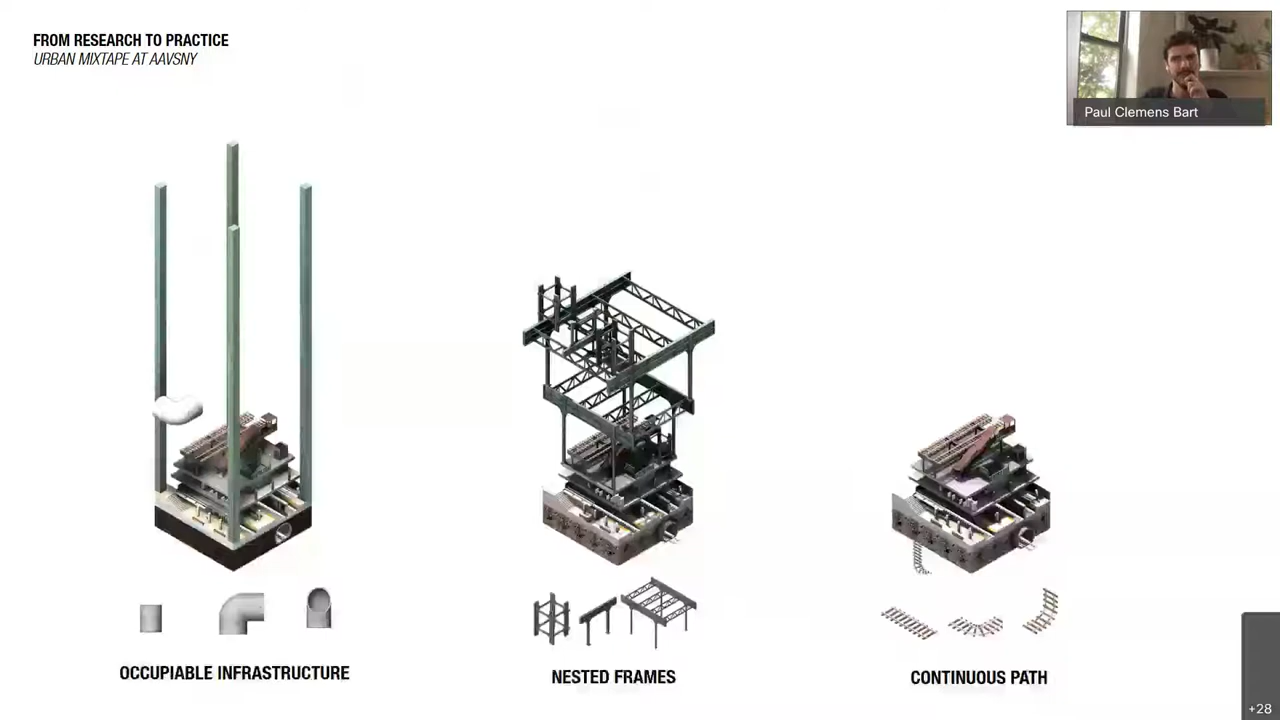 FROM RESEARCH TO PRACTICE
URBAN MIXTAPE AT AAVSNY
Paul Clemens Bart
OCCUPIABLE INFRASTRUCTURE
NESTED FRAMES
CONTINUOUS PATH
+28